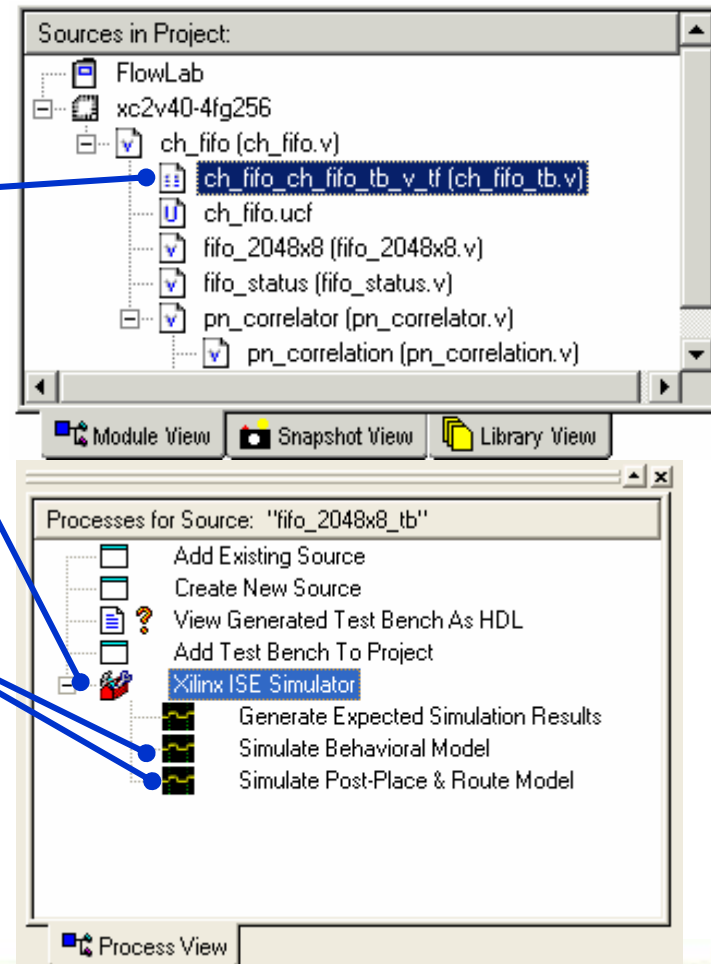 Sources in Project:
FlowLab
xc2v40-4fg256
ch_fifo (ch_fifo.v)
ch_fifo_ch_fifo_tb_v_tf (ch_fifo_tb.v)
ch_fifo.ucf
fifo_2048x8 (fifo_2048x8.v)
fifo_status (fifo_status.v)
pn_correlator (pn_correlator.v)
pn_correlation (pn_correlation.v)
Module View Snapshot View Library View
Processes for Source: "fifo_2048x8_tb"
Add Existing Source
Create New Source
View Generated Test Bench As HDL
Add Test Bench To Project
Xilinx ISE Simulator
Generate Expected Simulation Results
Simulate Behavioral Model
Simulate Post-Place & Route Model
Process View